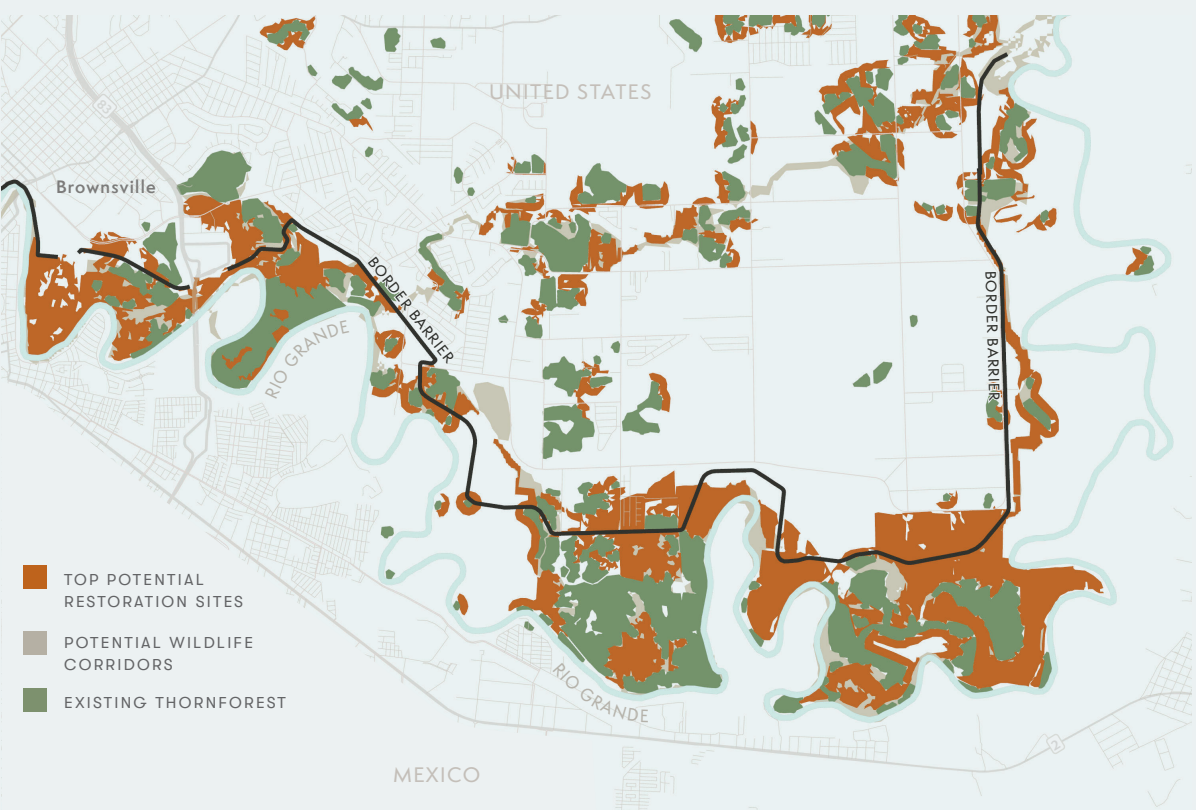 UNITED STATES
83
Brownsville
BORDER BARRIER
BORDER BARRIER
RIO GRANDE
TOP POTENTIAL
RESTORATION SITES
POTENTIAL WILDLIFE
CORRIDORS
EXISTING THORNFOREST
RIO GRANDE
2
MEXICO